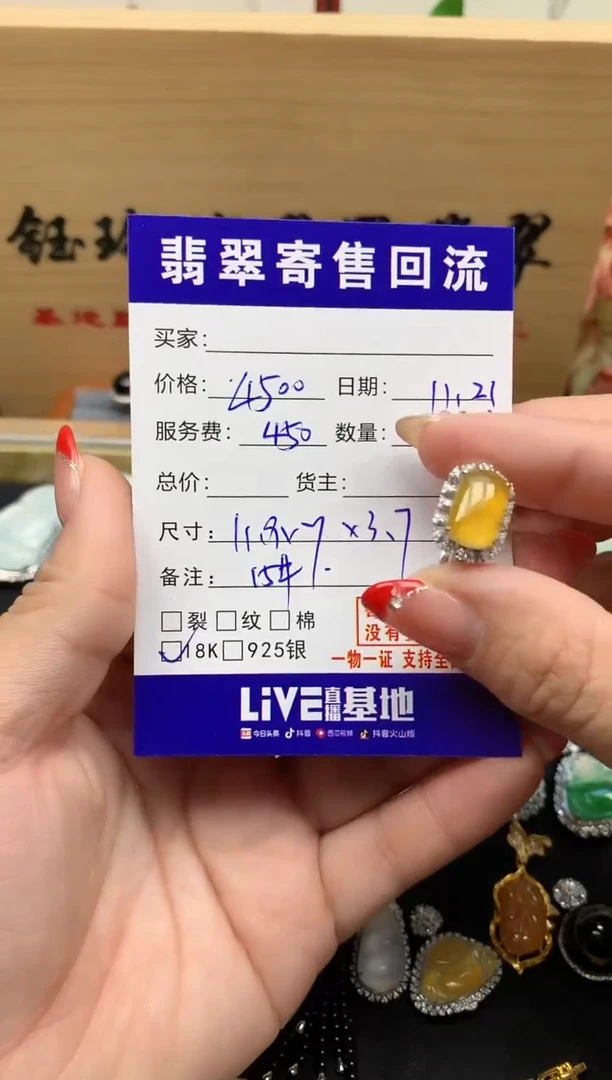 钰
翠
翡翠寄售回流
买家:
价格: 4500 日期: 11.21
服务费: 450 数量:
总价: 货主:
尺寸: 11.9x7x3.7
备注: 15#
□裂□纹□棉
没有
□18K□925银
一物一证 支持全
LiVE直播基地
今日头条 抖音 西瓜视频 抖音火山版